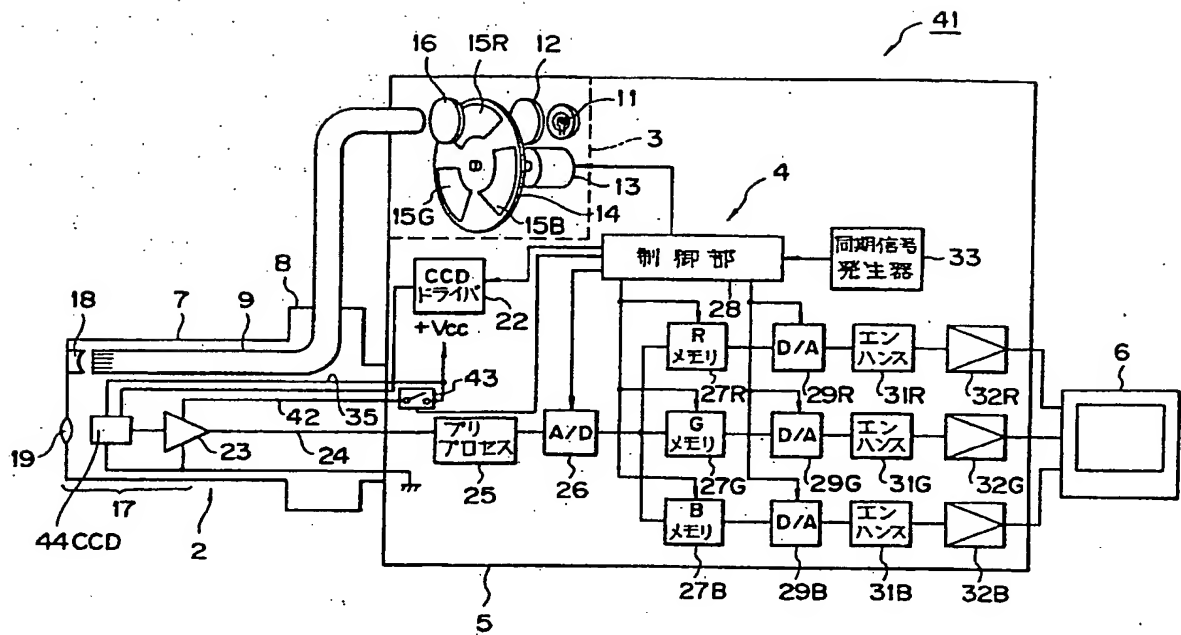 41
16
15R
12
11
3
13
14
15G
15B
4
制御部
28
同期信号
発生器
33
CCD
ドライバ
22
+Vcc
8
7
9
18
43
42
35
19
23
24
プリ
プロセス
25
A/D
26
R
メモリ
27R
G
メモリ
27G
B
メモリ
27B
D/A
29R
D/A
29G
D/A
29B
エン
ハンス
31R
エン
ハンス
31G
エン
ハンス
31B
32R
32G
32B
6
17
2
44CCD
5